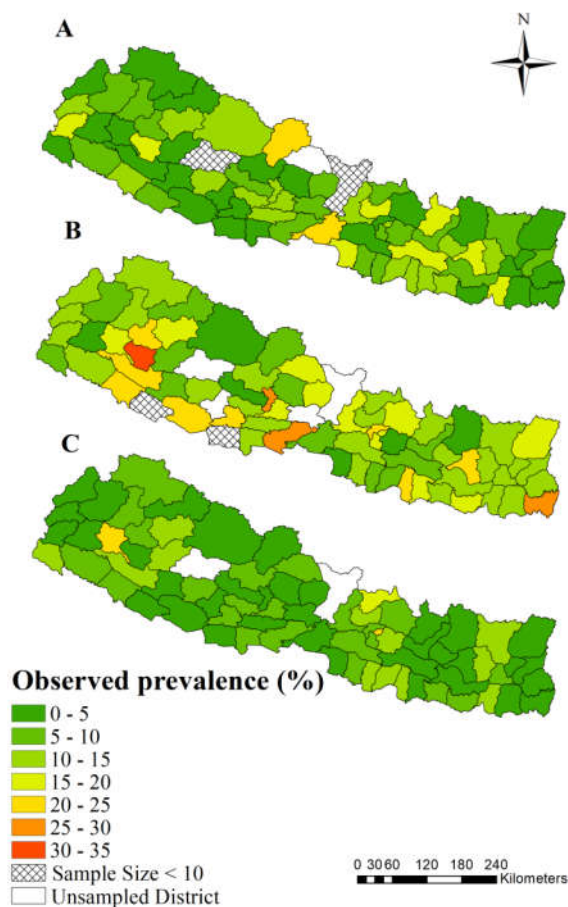 A
N
B
C
Observed prevalence (%)
0 - 5
5 - 10
10 - 15
15 - 20
20 - 25
25 - 30
30 - 35
Sample Size < 10
Unsampled District
0 30 60 120 180 240
Kilometers